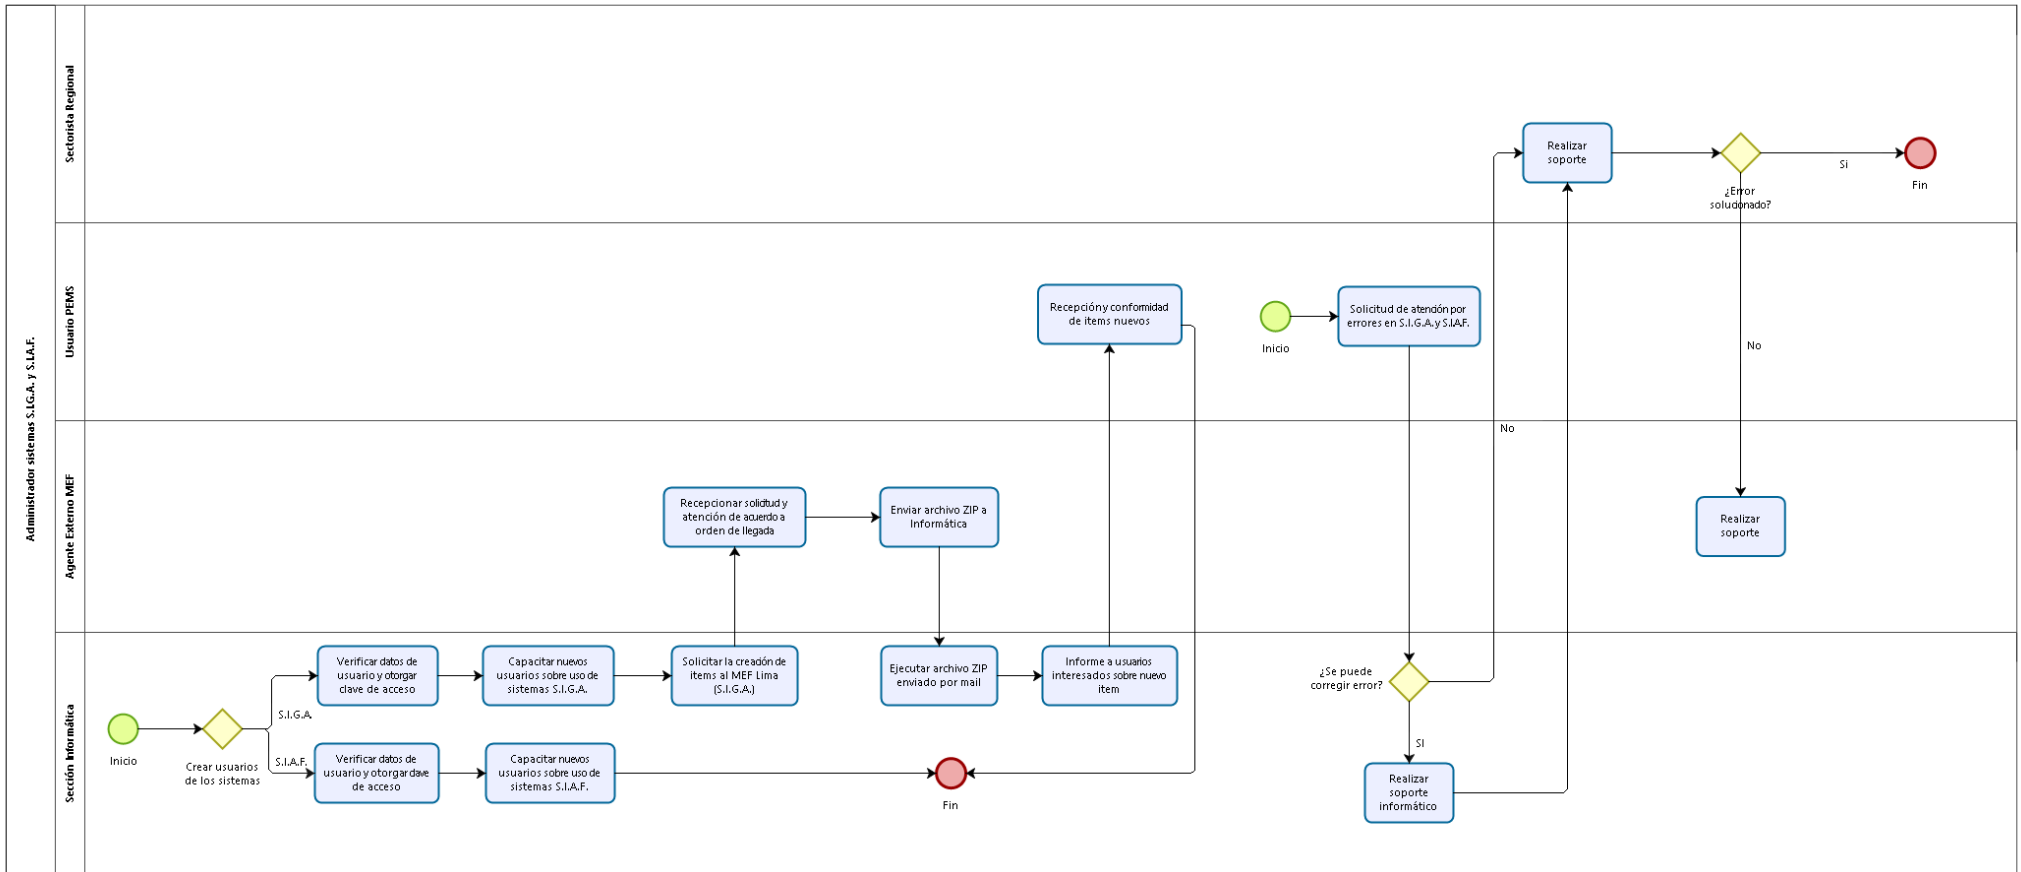 Administrador sistemas S.I.G.A. y S.I.A.F.
Sectorista Regional
Realizar
soporte
¿Error
solucionado?
Si
Fin
No
Usuario PEMS
Recepción y conformidad
de items nuevos
Inicio
Solicitud de atención por
errores en S.I.G.A. y S.I.A.F.
Agente Externo MEF
Recepcionar solicitud y
atención de acuerdo a
orden de llegada
Enviar archivo ZIP a
Informática
No
Realizar
soporte
Sección Informática
Inicio
Crear usuarios
de los sistemas
S.I.G.A.
S.I.A.F.
Verificar datos de
usuario y otorgar
clave de acceso
Capacitar nuevos
usuarios sobre uso de
sistemas S.I.G.A.
Solicitar la creación de
items al MEF Lima
(S.I.G.A.)
Ejecutar archivo ZIP
enviado por mail
Informe a usuarios
interesados sobre nuevo
item
Verificar datos de
usuario y otorgar clave
de acceso
Capacitar nuevos
usuarios sobre uso de
sistemas S.I.A.F.
Fin
¿Se puede
corregir error?
SI
Realizar
soporte
informático